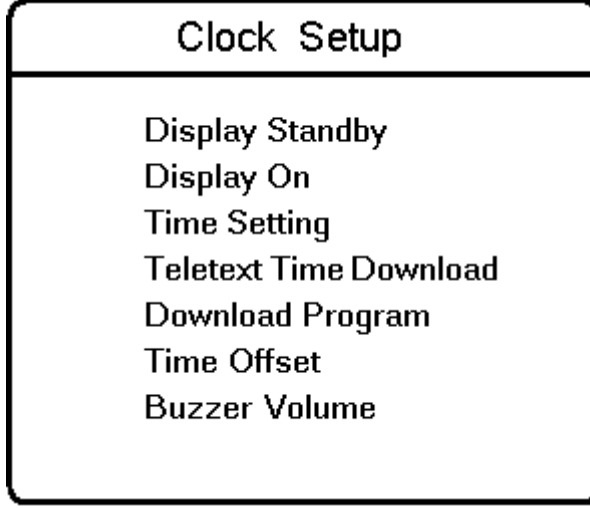 Clock Setup
Display Standby
Display On
Time Setting
Teletext Time Download
Download Program
Time Offset
Buzzer Volume